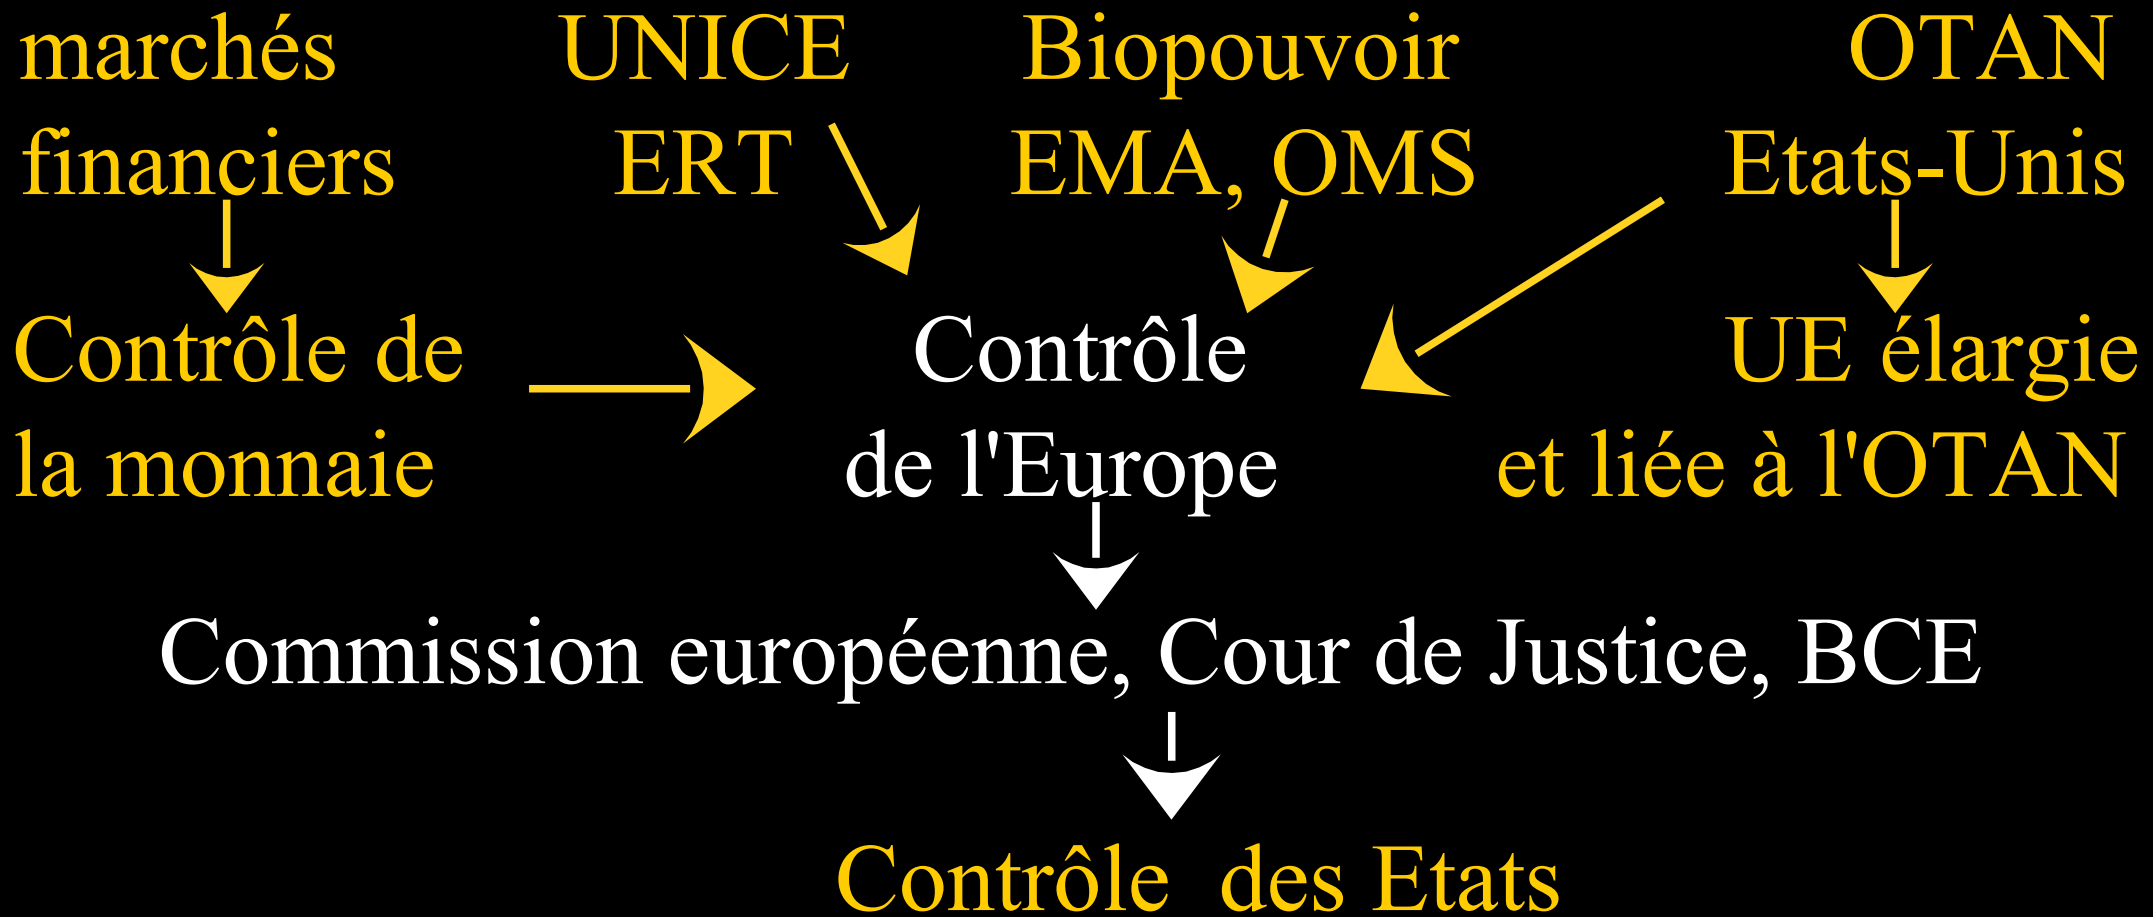 marchés UNICE Biopouvoir OTAN
financiers ERT EMA, OMS Etats-Unis
Contrôle de Contrôle UE élargie
la monnaie de l'Europe et liée à l'OTAN
Commission européenne, Cour de Justice, BCE
Contrôle des Etats